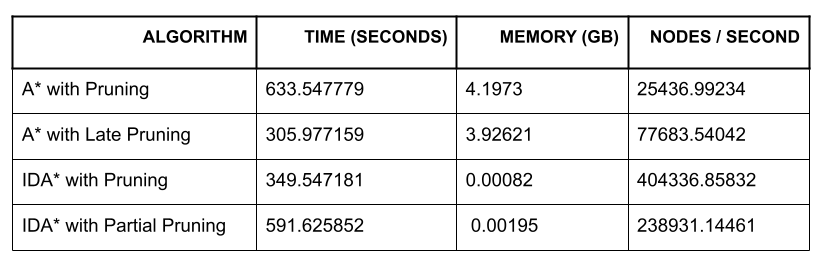 ALGORITHM TIME (SECONDS) MEMORY (GB) NODES / SECOND
A* with Pruning 633.547779 4.1973 25436.99234
A* with Late Pruning 305.977159 3.92621 77683.54042
IDA* with Pruning 349.547181 0.00082 404336.85832
IDA* with Partial Pruning 591.625852 0.00195 238931.14461